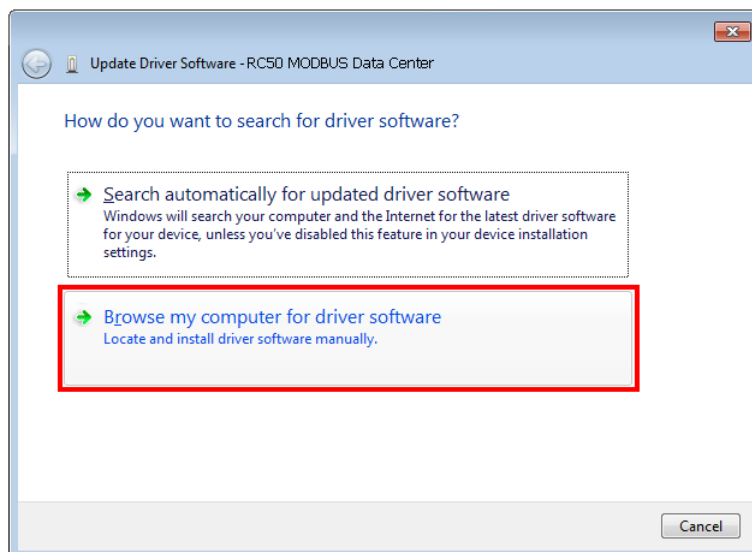 Update Driver Software - RC50 MODBUS Data Center
How do you want to search for driver software?
Search automatically for updated driver software
Windows will search your computer and the Internet for the latest driver software
for your device, unless you've disabled this feature in your device installation
settings.
Browse my computer for driver software
Locate and install driver software manually.
Cancel